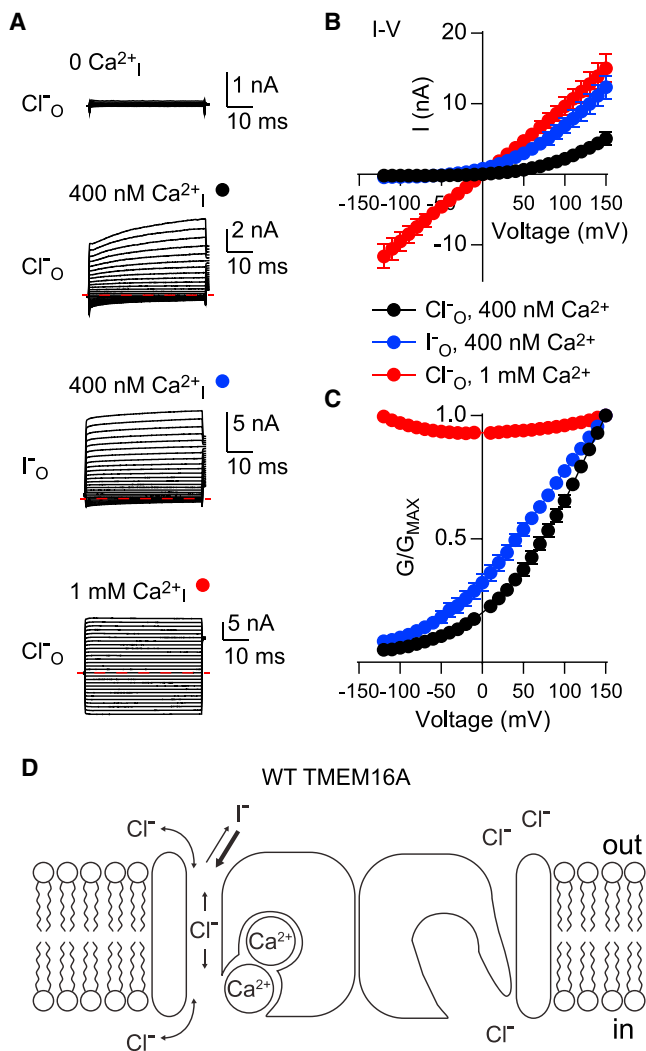 A
0 Ca²⁺I
Cl⁻O
1 nA
10 ms
400 nM Ca²⁺I
Cl⁻O
2 nA
10 ms
400 nM Ca²⁺I
I⁻O
5 nA
10 ms
1 mM Ca²⁺I
Cl⁻O
5 nA
10 ms
B
I-V
I (nA)
20
10
-10
-150 -100 -50 50 100 150
Voltage (mV)
Cl⁻O, 400 nM Ca²⁺
I⁻O, 400 nM Ca²⁺
Cl⁻O, 1 mM Ca²⁺
C
1.0
0.5
G/GMAX
-150 -100 -50 0 50 100 150
Voltage (mV)
D
WT TMEM16A
Cl⁻ I⁻ Cl⁻ Cl⁻
out
Cl⁻
Ca²⁺
Ca²⁺
in
Cl⁻ Cl⁻